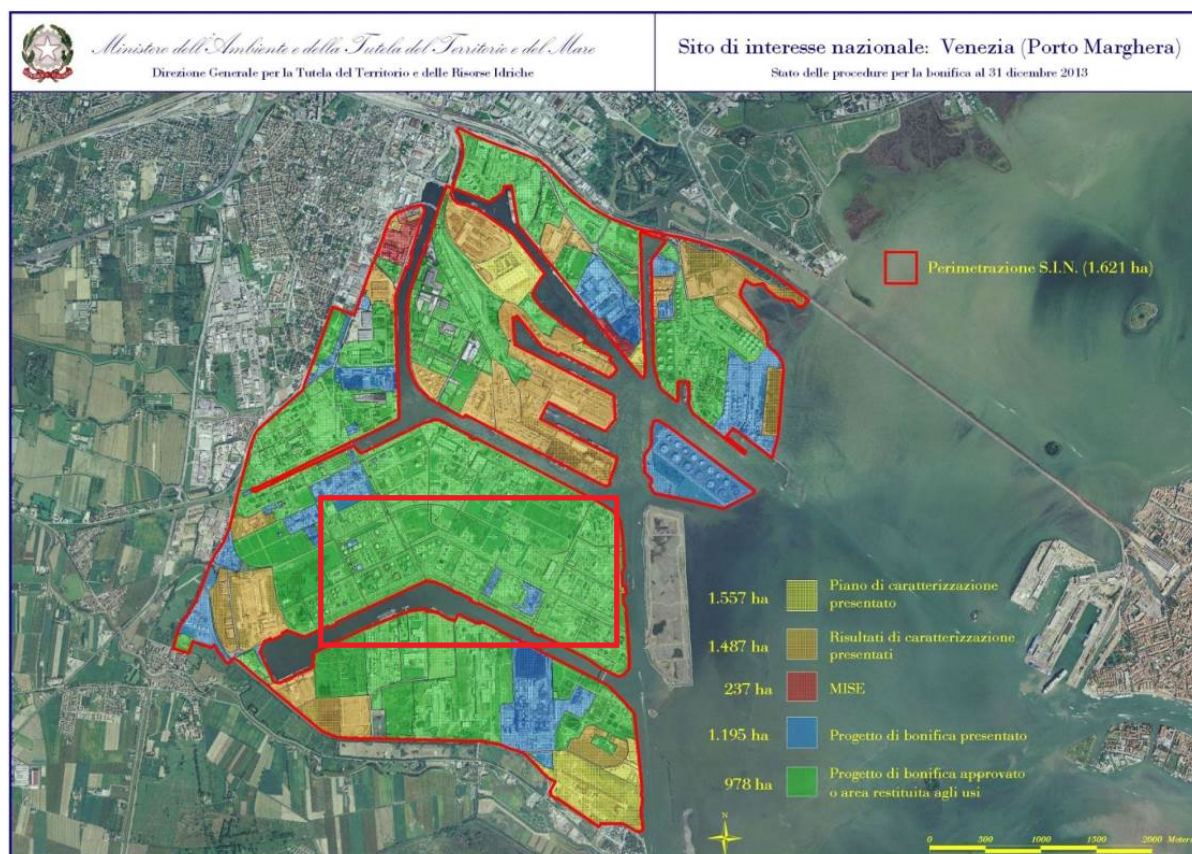 Ministero dell'Ambiente e della Tutela del Territorio e del Mare
Direzione Generale per la Tutela del Territorio e delle Risorse Idriche
Sito di interesse nazionale: Venezia (Porto Marghera)
Stato delle procedure per la bonifica al 31 dicembre 2013
Perimetrazione S.I.N. (1.621 ha)
1.557 ha Piano di caratterizzazione
presentato
1.487 ha Risultati di caratterizzazione
presentati
237 ha MISE
1.195 ha Progetto di bonifica presentato
978 ha Progetto di bonifica approvato
o area restituita agli usi
N
0 500 1000 1500 2000 Meters